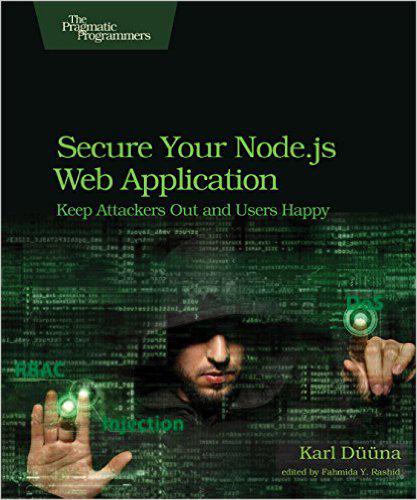 The
Pragmatic
Programmers
Secure Your Node.js
Web Application
Keep Attackers Out and Users Happy
DoS
RBAC
Injection
Karl Düüna
edited by Fahmida Y. Rashid